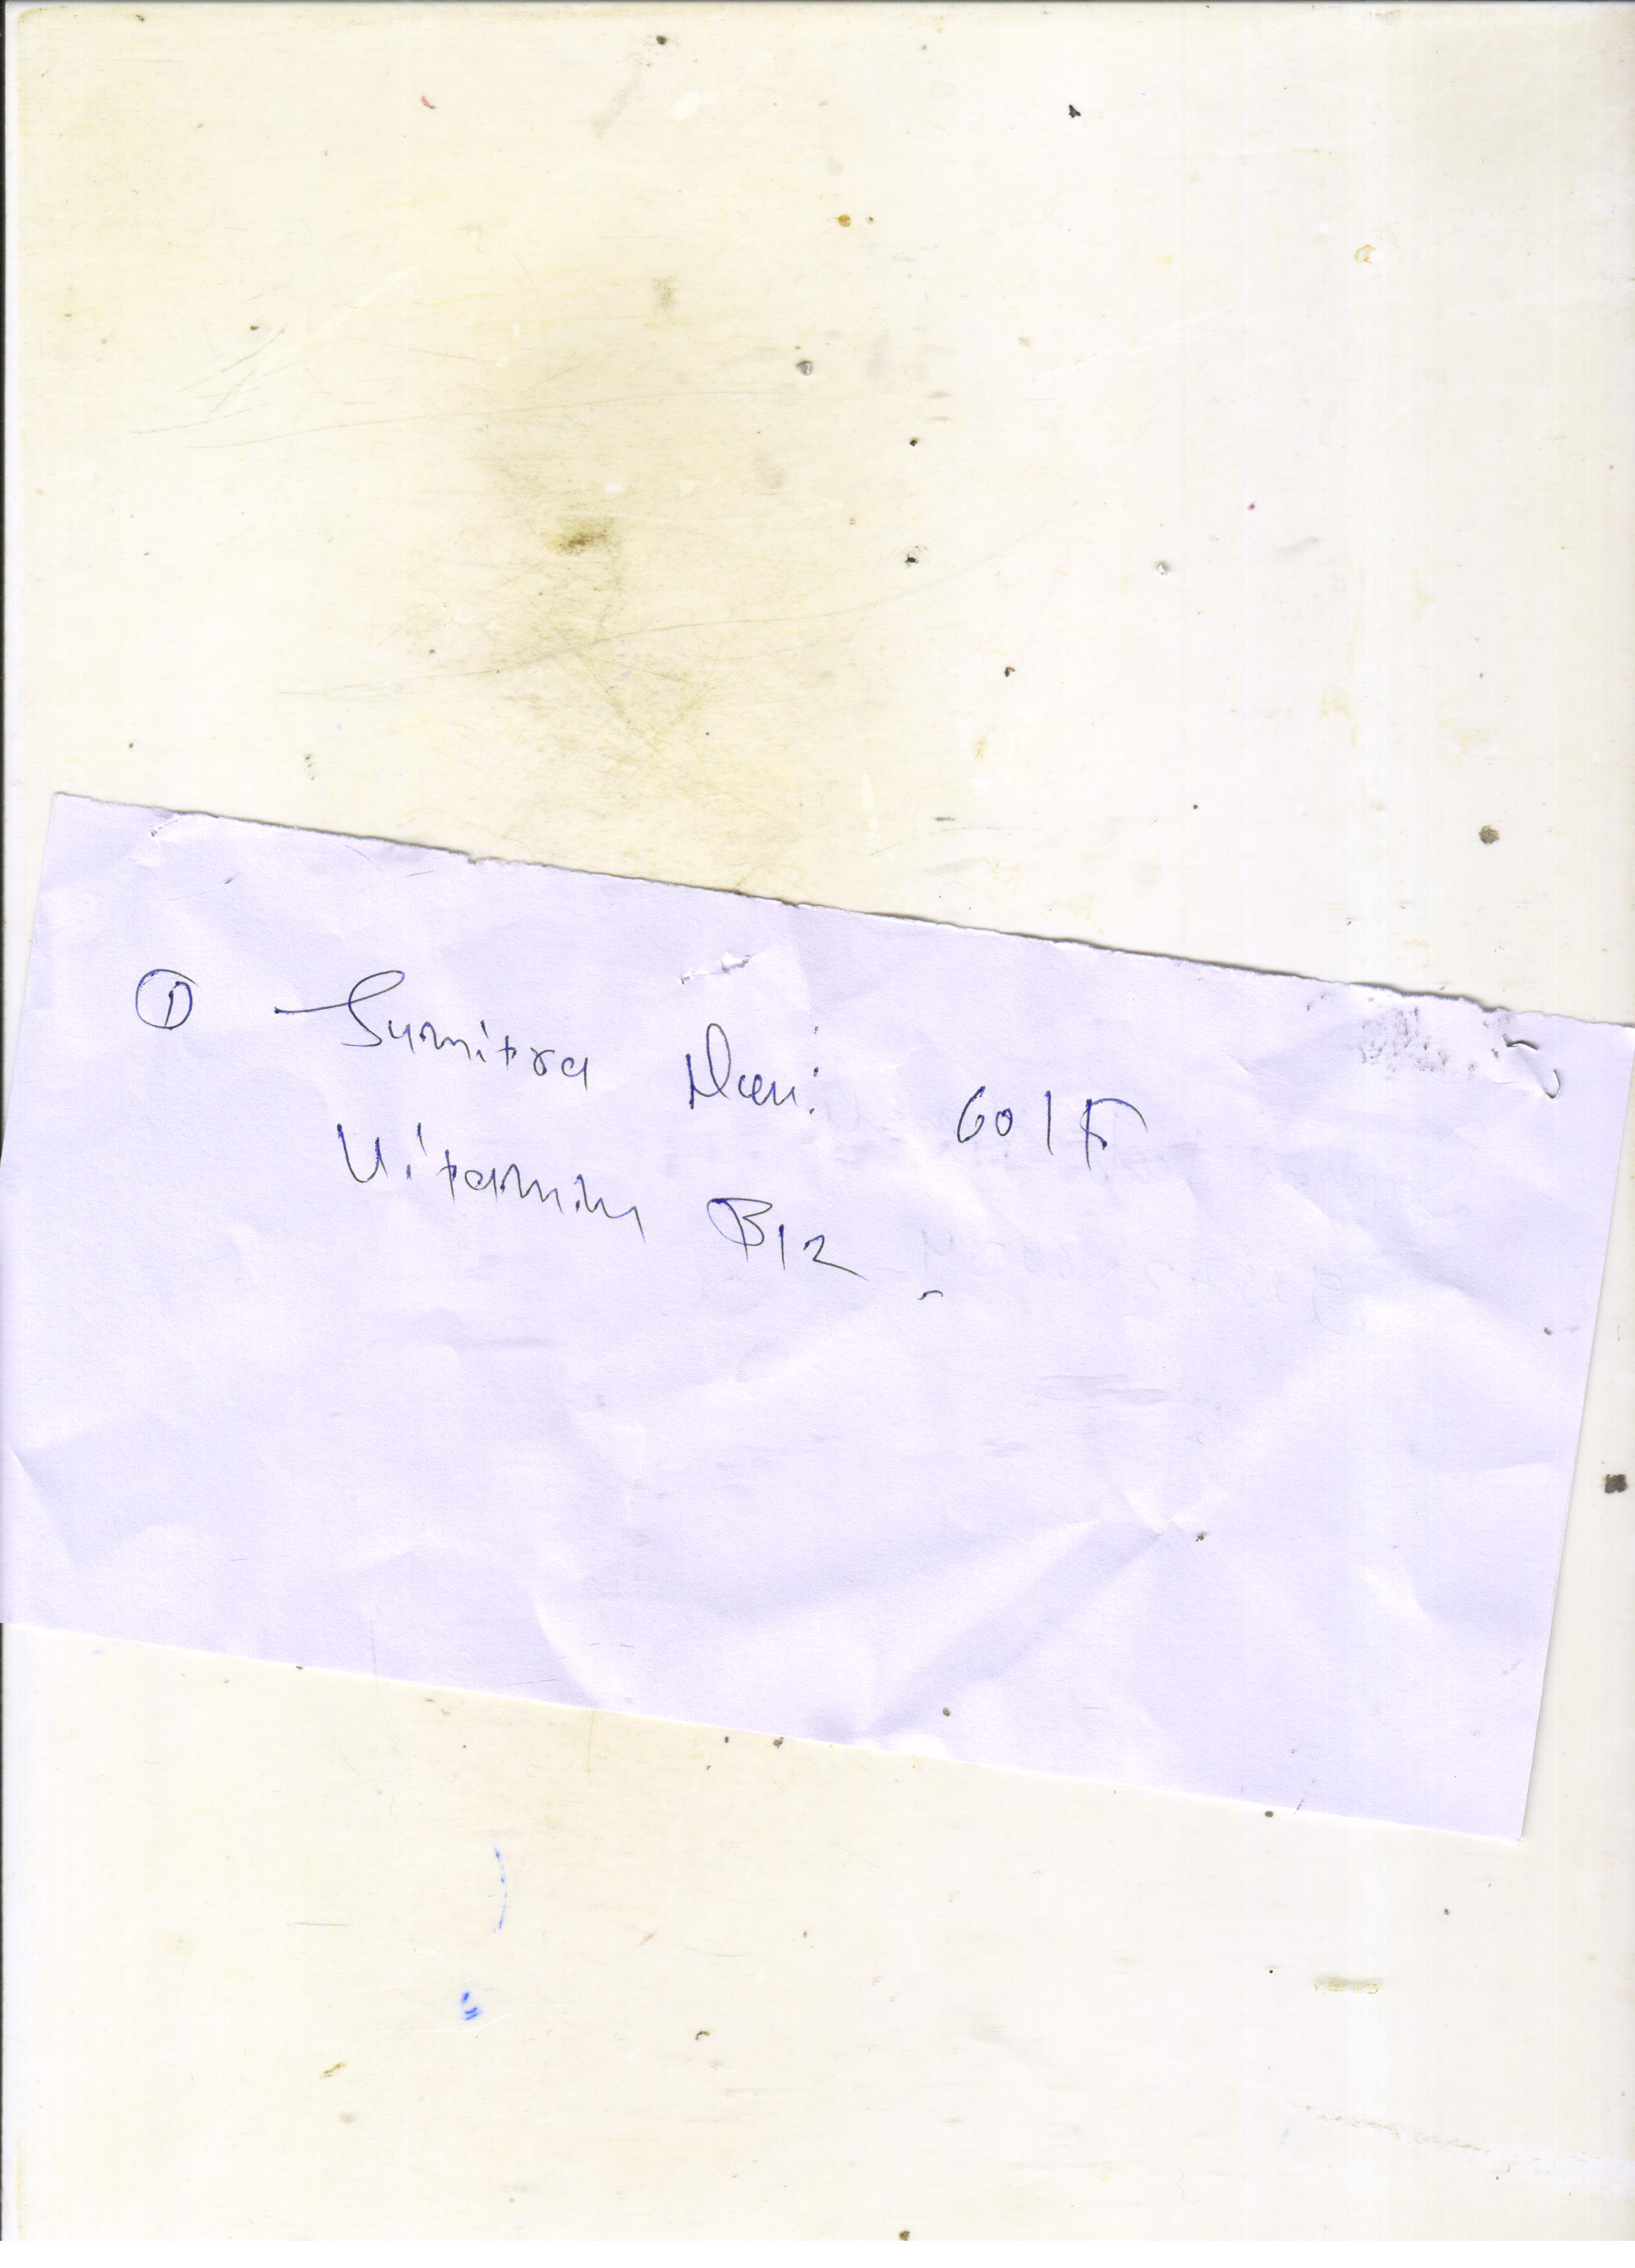 ① Sumitra Devi 60/F
Vitamin B12